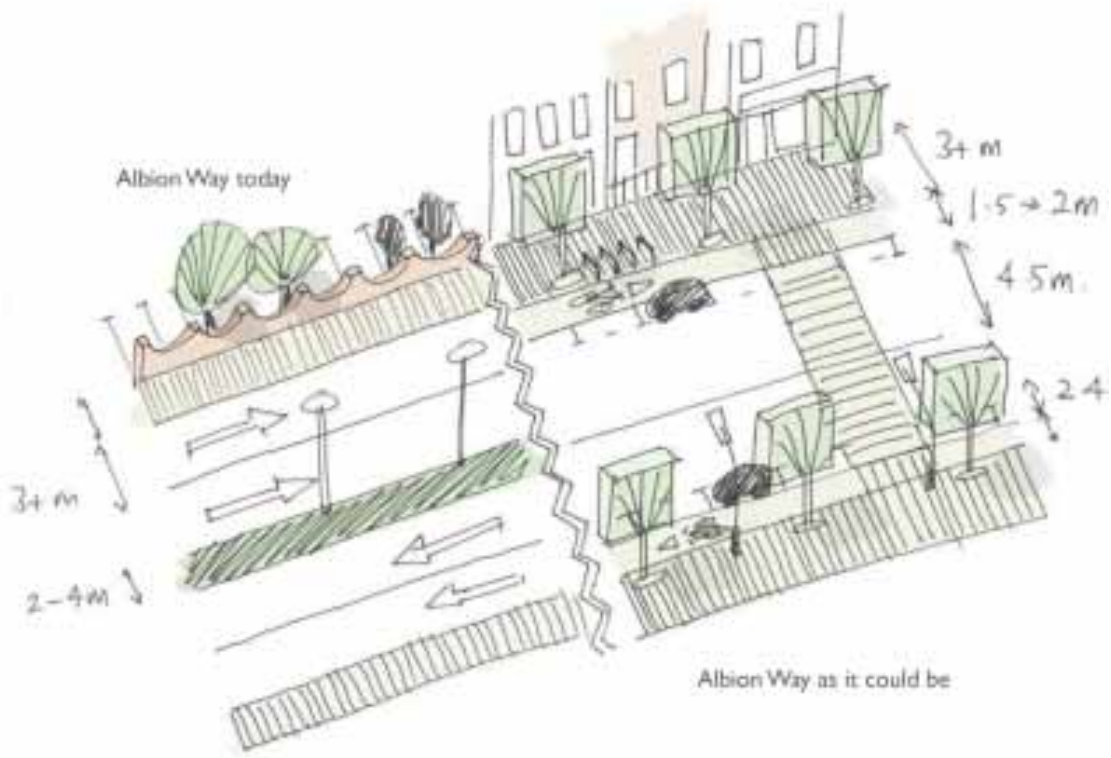 Albion Way today
3+ m
1.5 → 2m
4.5m.
2.4
3+m
2-4m
Albion Way as it could be